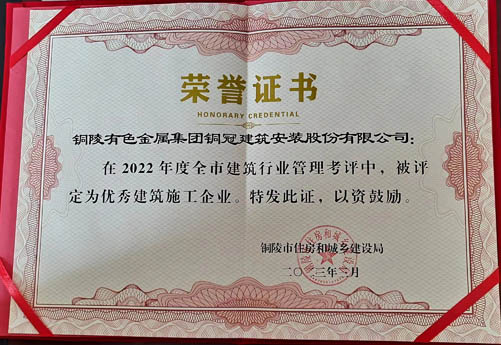 荣誉证书
HONORARY CREDENTIAL
铜陵有色金属集团铜冠建筑安装股份有限公司：
在 2022 年度全市建筑行业管理考评中，被评
定为优秀建筑施工企业。特发此证，以资鼓励。
铜陵市住房和城乡建设局
二〇二三年二月